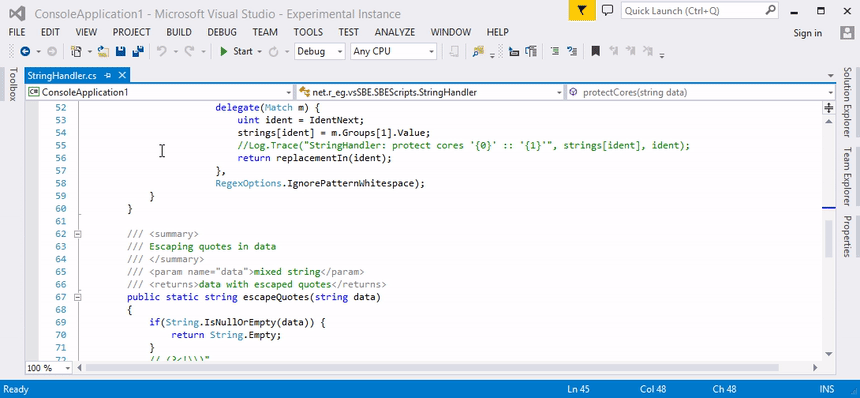 ConsoleApplication1 - Microsoft Visual Studio - Experimental Instance
Quick Launch (Ctrl+Q)
FILE EDIT VIEW PROJECT BUILD DEBUG TEAM TOOLS TEST ANALYZE WINDOW HELP
Sign in
Start Debug Any CPU
Toolbox
StringHandler.cs
ConsoleApplication1 net.r_eg.vsSBE.SBEScripts.StringHandler protectCores(string data)
52 delegate(Match m) {
53 uint ident = IdentNext;
54 strings[ident] = m.Groups[1].Value;
55 //Log.Trace("StringHandler: protect cores '{0}' :: '{1}'", strings[ident], ident);
56 return replacementIn(ident);
57 },
58 RegexOptions.IgnorePatternWhitespace);
59 }
60 }
61
62 /// <summary>
63 /// Escaping quotes in data
64 /// </summary>
65 /// <param name="data">mixed string</param>
66 /// <returns>data with escaped quotes</returns>
67 public static string escapeQuotes(string data)
68 {
69 if(String.IsNullOrEmpty(data)) {
70 return String.Empty;
71 }
72 // (?<!\\)"
Solution Explorer
Team Explorer
Properties
100 %
Ready Ln 45 Col 48 Ch 48 INS